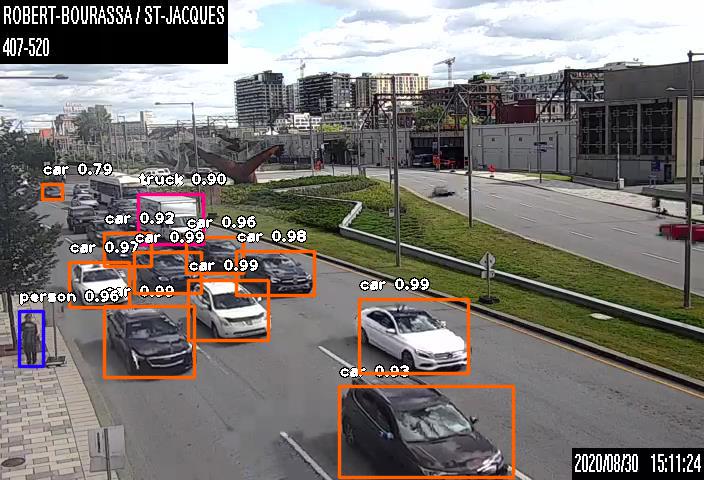 ROBERT-BOURASSA / ST-JACQUES
407-520
car 0.79
truck 0.90
car 0.92
car 0.96
car 0.99
car 0.98
car 0.97
car 0.99
person 0.96
car 0.99
car 0.99
car 0.93
2020/08/30 15:11:24